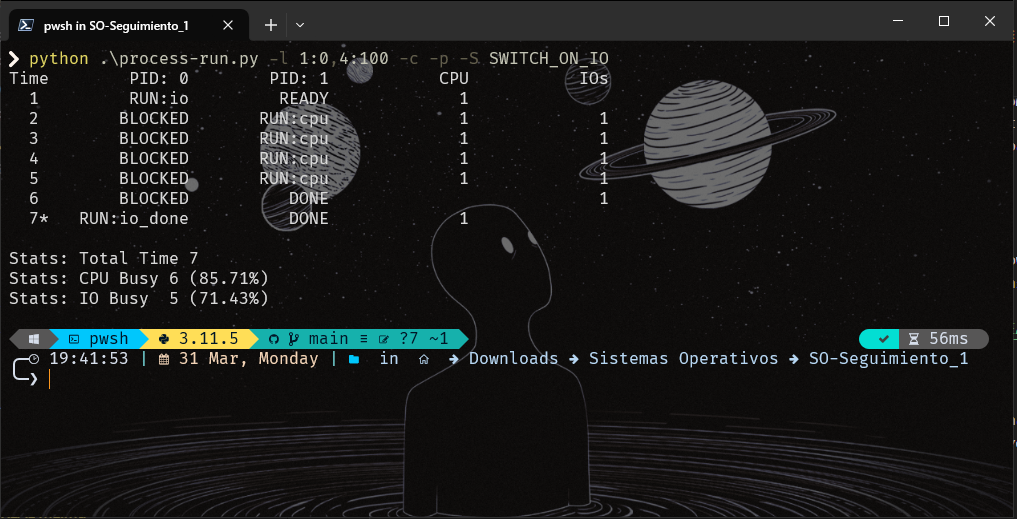 pwsh in SO-Seguimiento_1
python .\process-run.py -l 1:0,4:100 -c -p -S SWITCH_ON_IO
Time        PID: 0        PID: 1           CPU           IOs
  1         RUN:io         READY             1
  2        BLOCKED       RUN:cpu             1             1
  3        BLOCKED       RUN:cpu             1             1
  4        BLOCKED       RUN:cpu             1             1
  5        BLOCKED       RUN:cpu             1             1
  6        BLOCKED          DONE                           1
  7*   RUN:io_done          DONE             1
Stats: Total Time 7
Stats: CPU Busy 6 (85.71%)
Stats: IO Busy  5 (71.43%)
pwsh 3.11.5 main ≡ ?7 ~1 56ms
19:41:53 | 31 Mar, Monday | in → Downloads → Sistemas Operativos → SO-Seguimiento_1